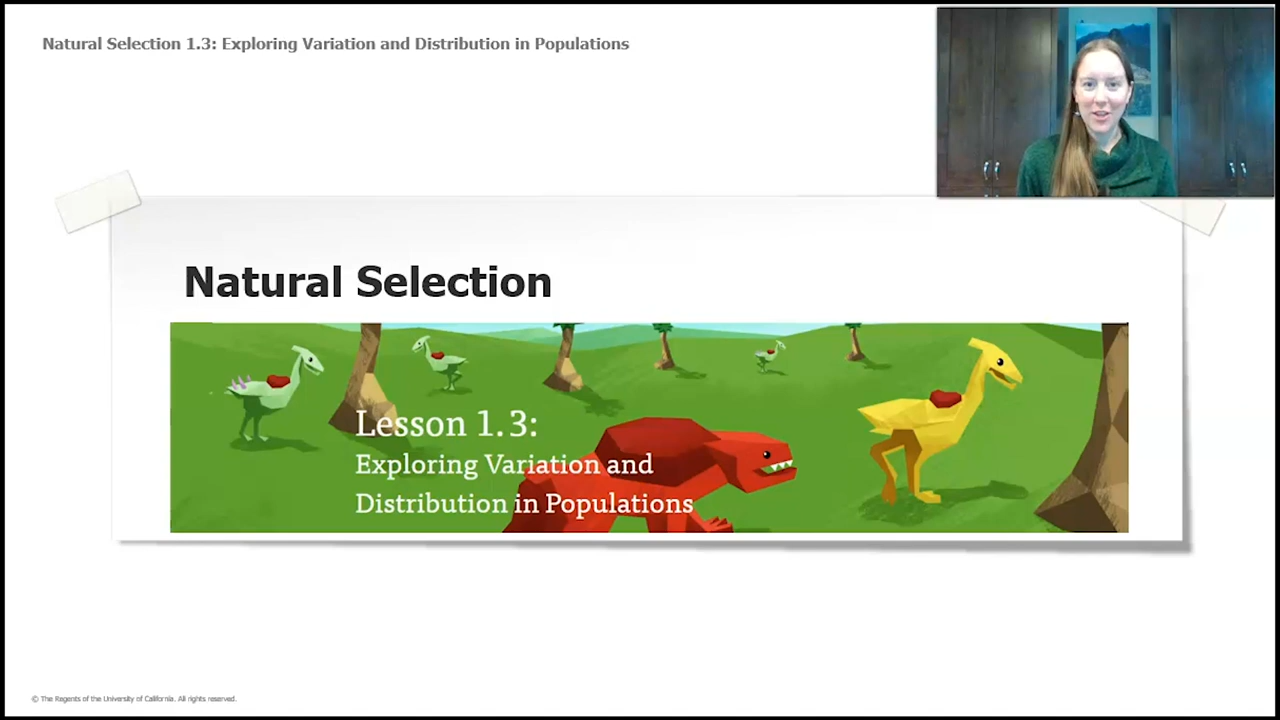 Natural Selection 1.3: Exploring Variation and Distribution in Populations
Natural Selection
Lesson 1.3:
Exploring Variation and
Distribution in Populations
© The Regents of the University of California. All rights reserved.